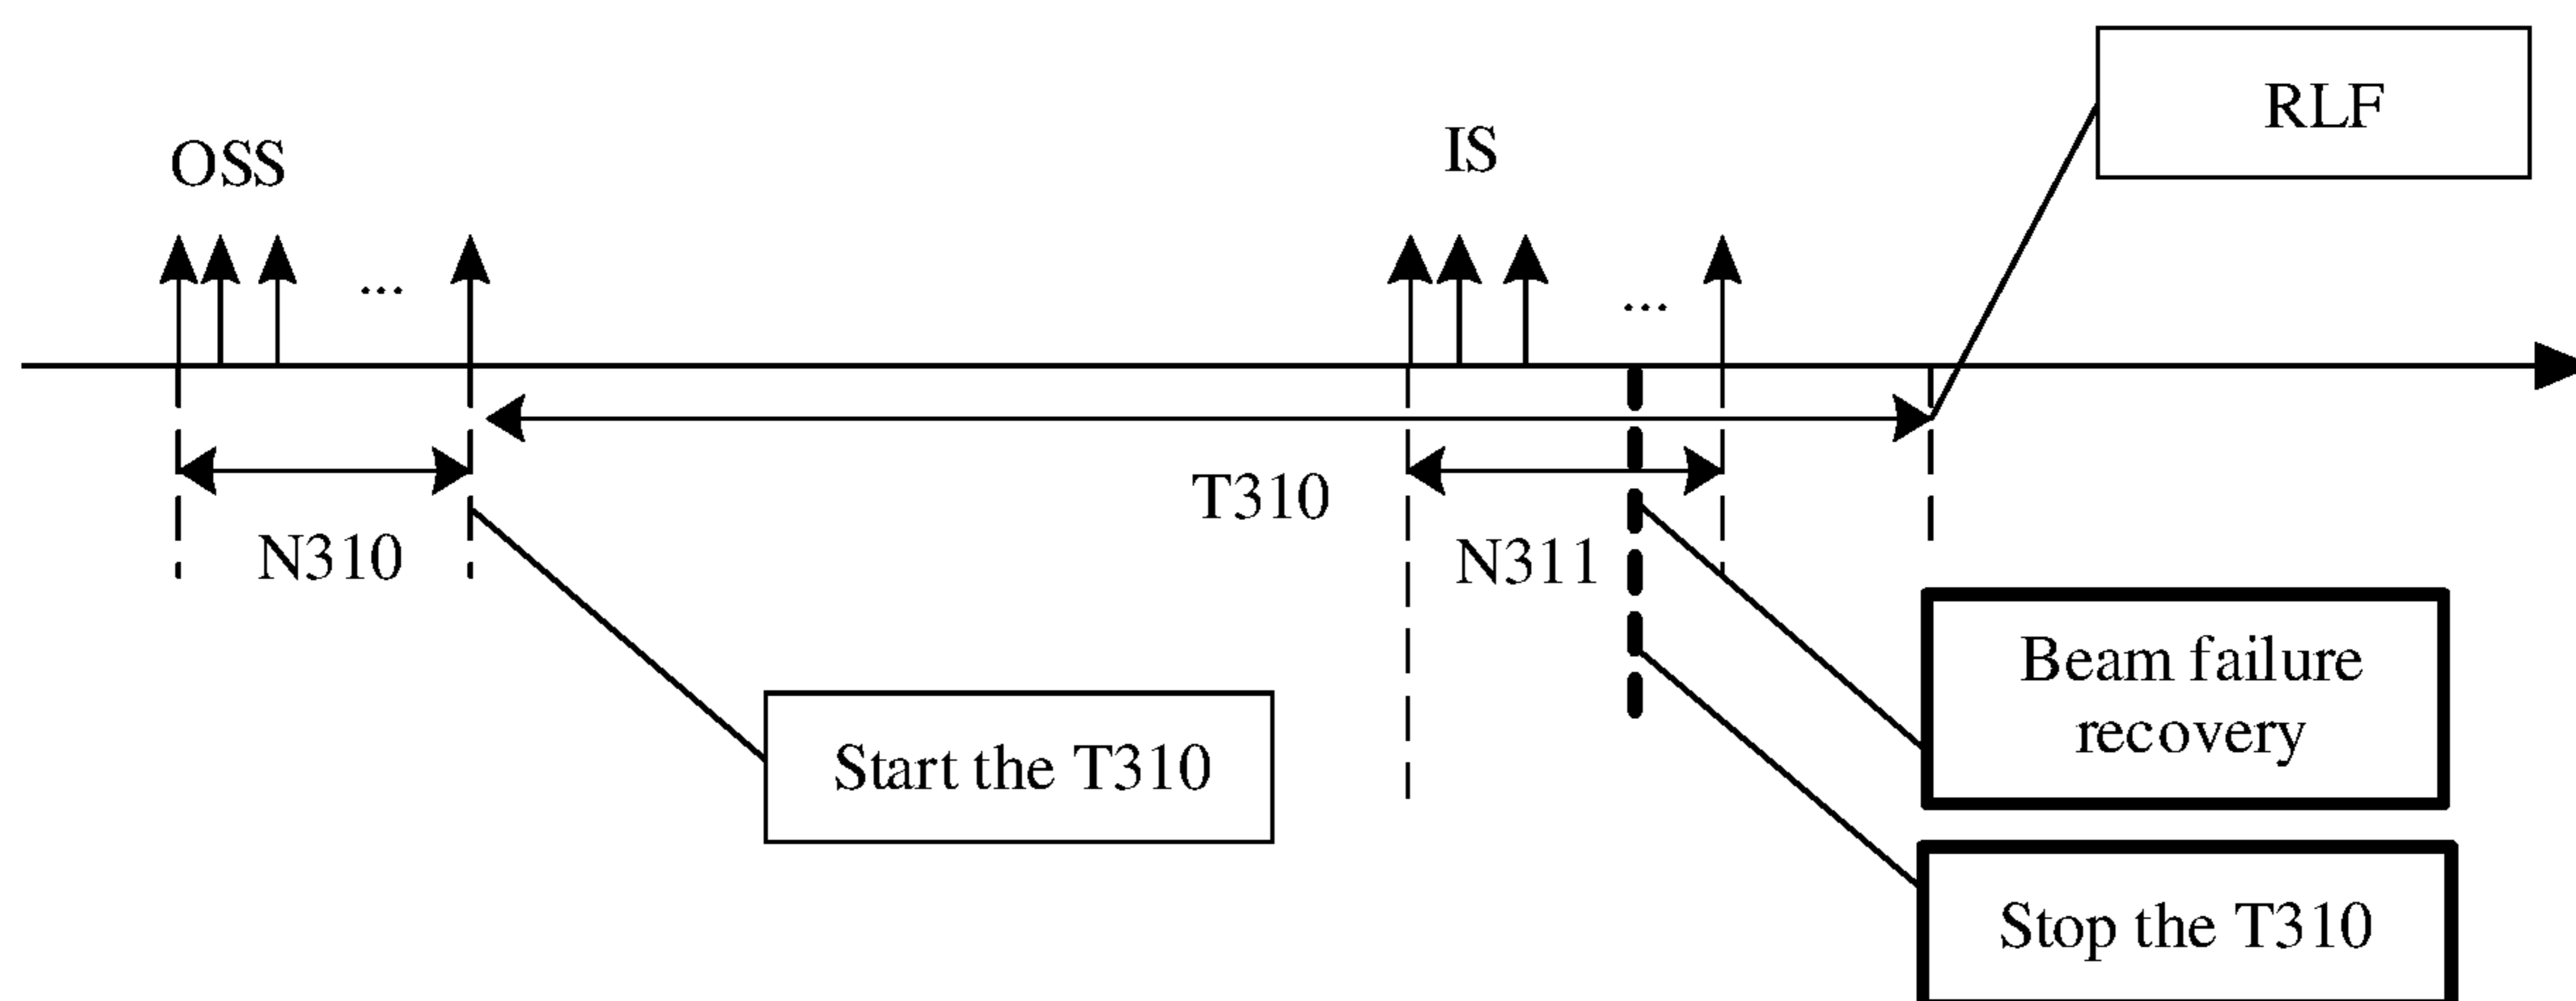 RLF
OSS
IS
...
...
T310
N310
N311
Beam failure
recovery
Start the T310
Stop the T310